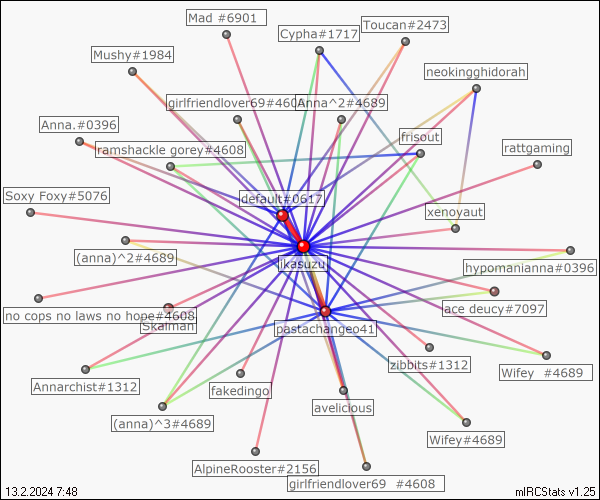 Mad #6901
Toucan#2473
Cypha#1717
Mushy#1984
neokingghidorah
girlfriendlover69#4608
Anna^2#4689
Anna.#0396
frisout
ramshackle gorey#4608
rattgaming
default#0617
Soxy Foxy#5076
xenoyaut
(anna)^2#4689
ikasuzu
hypomanianna#0396
no cops no laws no hope#4608
ace deucy#7097
Skalman
pastachangeo41
zibbits#1312
Wifey #4689
Annarchist#1312
fakedingo
avelicious
(anna)^3#4689
Wifey#4689
AlpineRooster#2156
girlfriendlover69 #4608
13.2.2024 7:48
mIRCStats v1.25